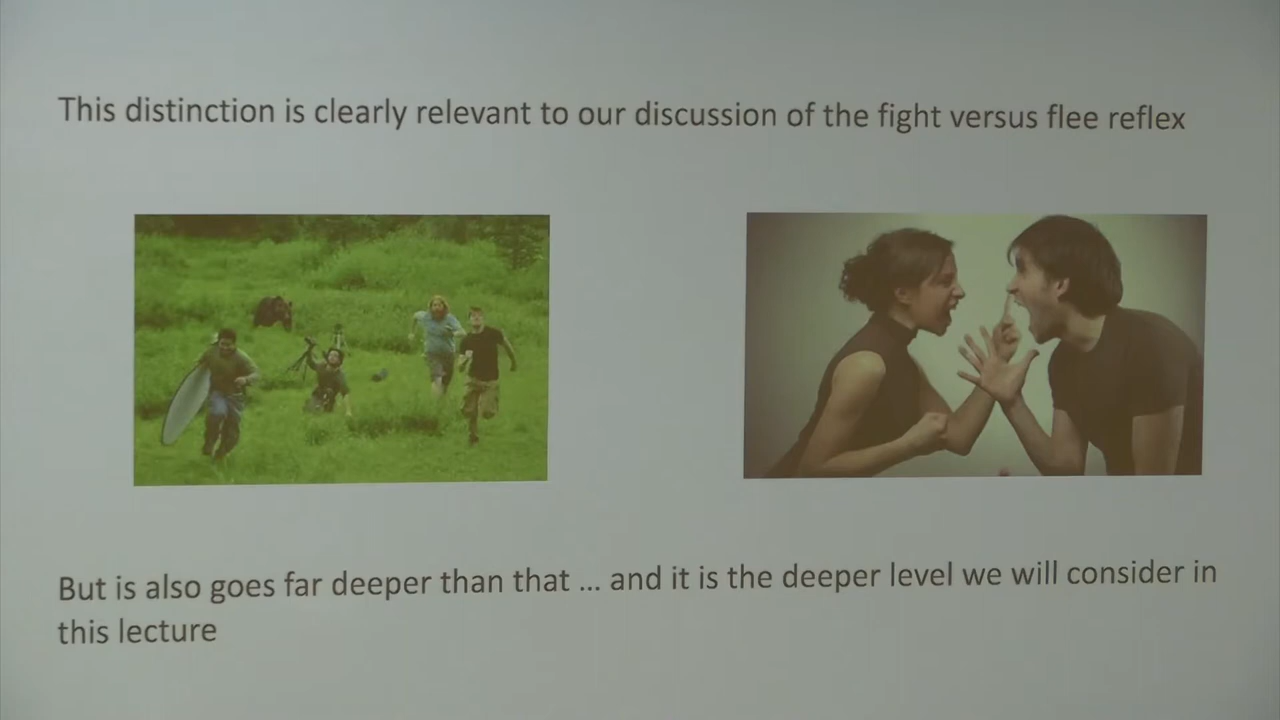 This distinction is clearly relevant to our discussion of the fight versus flee reflex
But is also goes far deeper than that ... and it is the deeper level we will consider in
this lecture